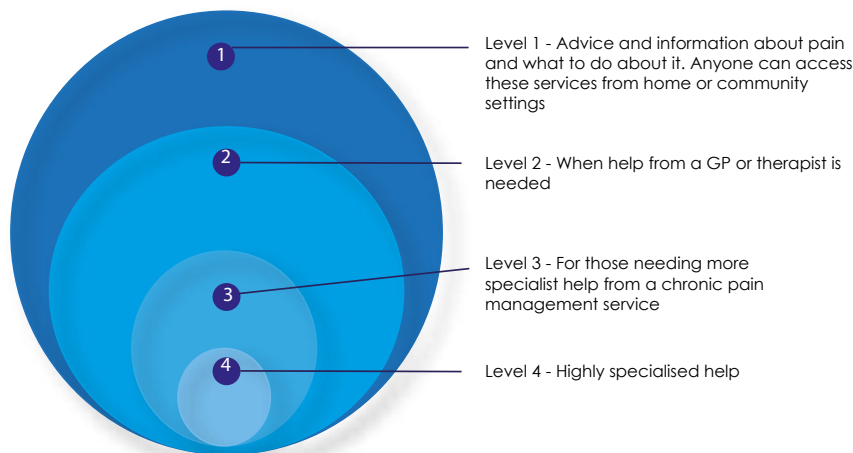 1
Level 1 - Advice and information about pain
and what to do about it. Anyone can access
these services from home or community
settings
2
Level 2 - When help from a GP or therapist is
needed
3
Level 3 - For those needing more
specialist help from a chronic pain
management service
4
Level 4 - Highly specialised help